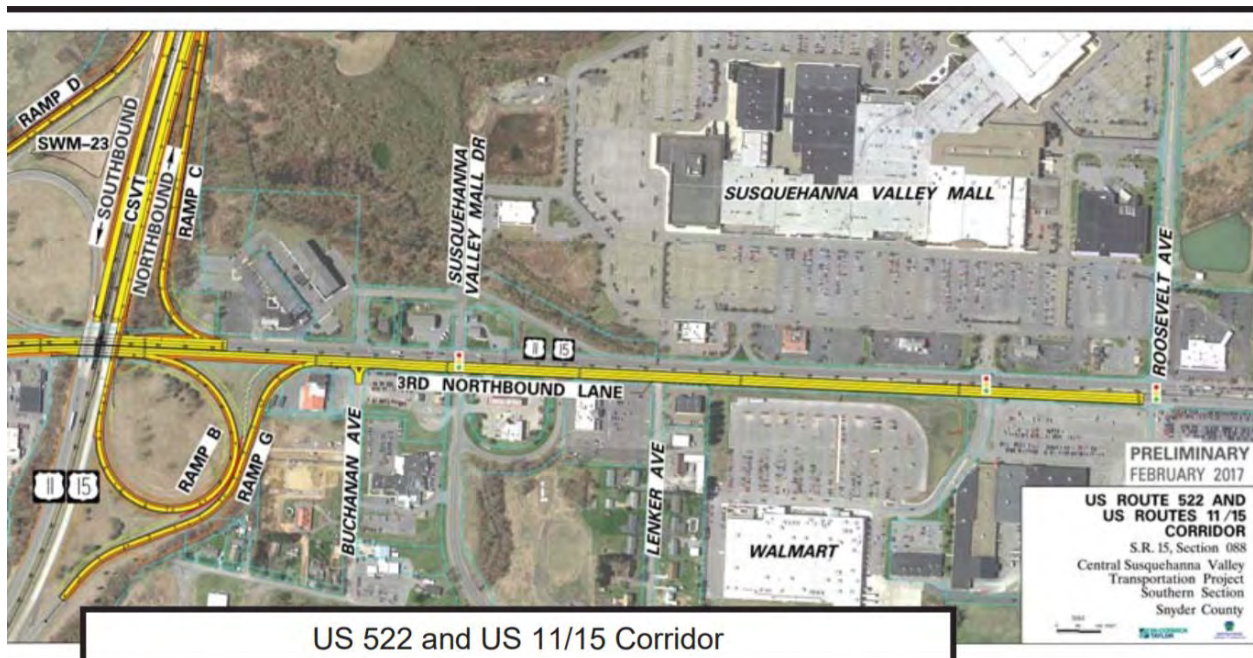 RAMP D
SWM-23
SOUTHBOUND
CSVT
NORTHBOUND
RAMP C
SUSQUEHANNA
VALLEY MALL DR
SUSQUEHANNA VALLEY MALL
ROOSEVELT AVE
11 15
3RD NORTHBOUND LANE
RAMP B
RAMP G
11 15
BUCHANAN AVE
LENKER AVE
WALMART
PRELIMINARY
FEBRUARY 2017
US ROUTE 522 AND
US ROUTES 11/15
CORRIDOR
S.R. 15, Section 088
Central Susquehanna Valley
Transportation Project
Southern Section
Snyder County
McCORMICK
TAYLOR
US 522 and US 11/15 Corridor